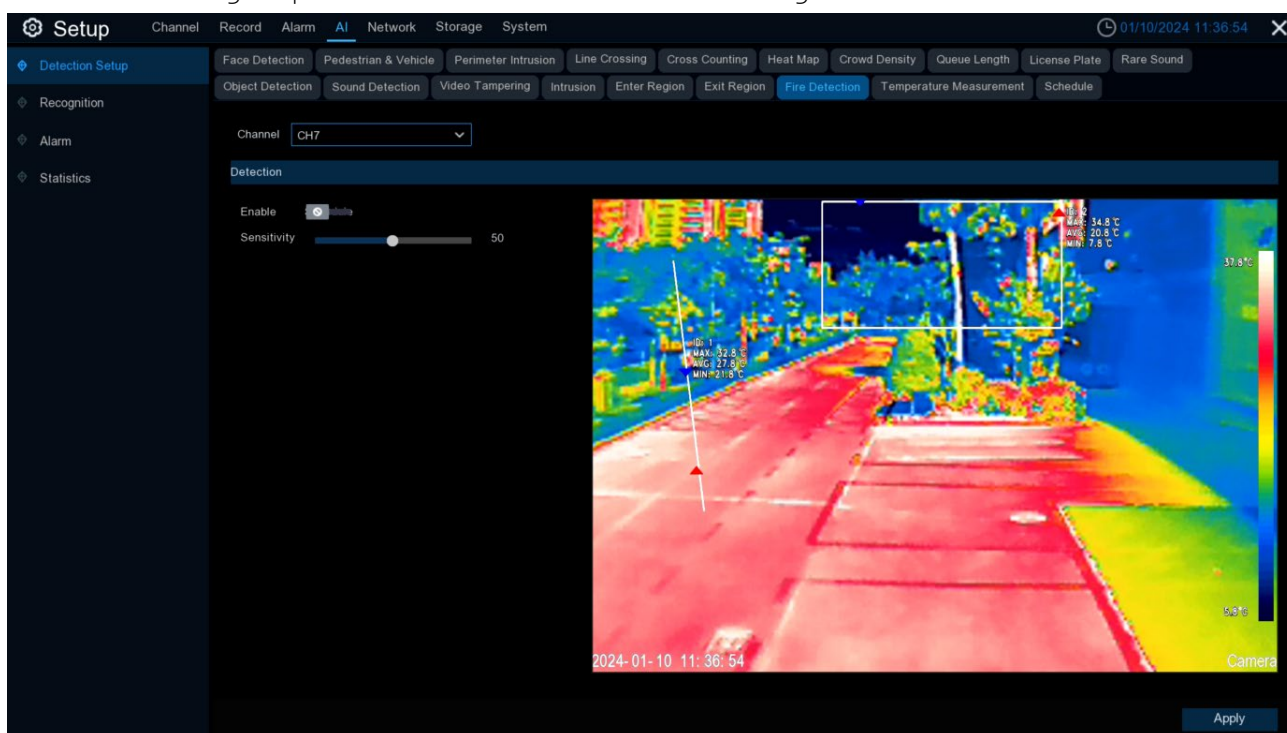 Setup Channel Record Alarm AI Network Storage System 01/10/2024 11:36:54
Detection Setup
Recognition
Alarm
Statistics
Face Detection Pedestrian & Vehicle Perimeter Intrusion Line Crossing Cross Counting Heat Map Crowd Density Queue Length License Plate Rare Sound
Object Detection Sound Detection Video Tampering Intrusion Enter Region Exit Region Fire Detection Temperature Measurement Schedule
Channel CH7
Detection
Enable
Sensitivity 50
ID: 2
MAX: 34.8°C
AVG: 20.8°C
MIN: 7.8°C
37.8°C
ID: 1
MAX: 32.8°C
AVG: 27.8°C
MIN: 21.8°C
5.8°C
2024-01-10 11:36:54 Camera
Apply